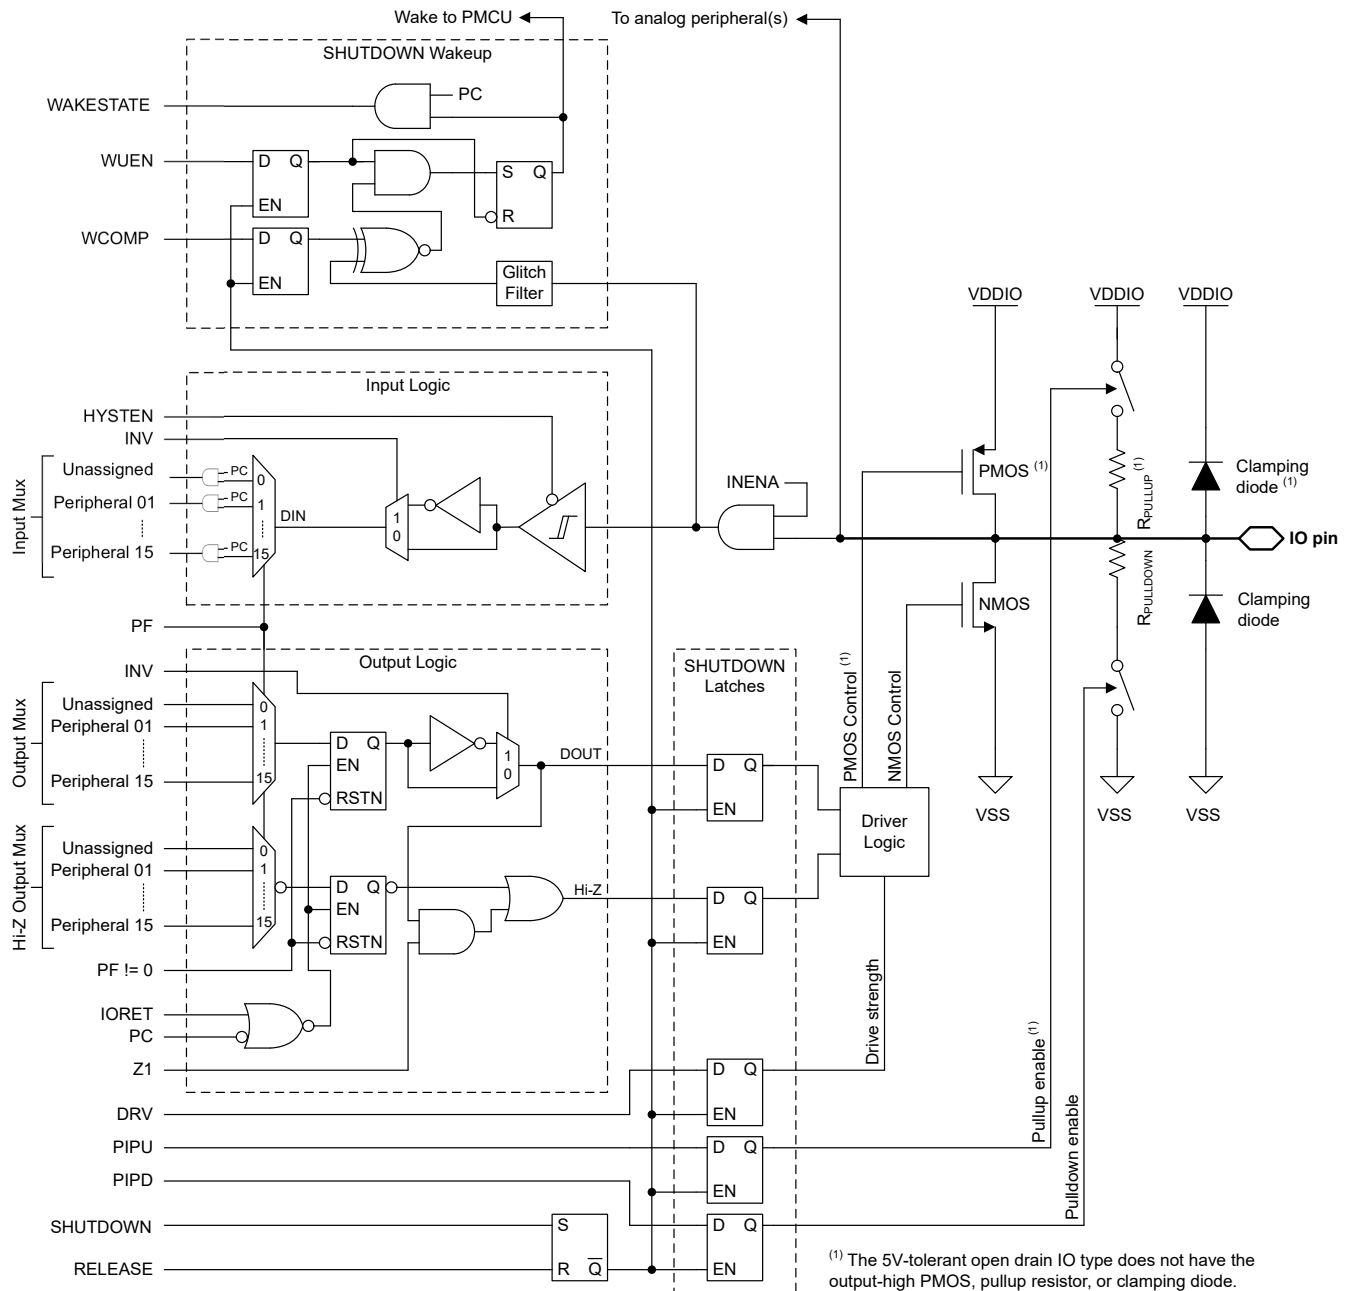 Wake to PMCU
To analog peripheral(s)
SHUTDOWN Wakeup
WAKESTATE
PC
WUEN
D Q
EN
S Q
R
WCOMP
D Q
EN
Glitch
Filter
VDDIO
VDDIO
VDDIO
Input Logic
HYSTEN
INV
Input Mux
Unassigned
Peripheral 01
Peripheral 15
PC
PC
PC
0
1
15
DIN
1
0
INENA
PMOS (1)
RPULLUP (1)
Clamping
diode (1)
IO pin
RPULLDOWN
NMOS
Clamping
diode
PF
INV
Output Logic
SHUTDOWN
Latches
PMOS Control (1)
NMOS Control
Output Mux
Unassigned
Peripheral 01
Peripheral 15
0
1
15
D Q
EN
RSTN
1
0
DOUT
D Q
EN
VSS
VSS
VSS
Driver
Logic
Hi-Z Output Mux
Unassigned
Peripheral 01
Peripheral 15
0
1
15
D Q
EN
RSTN
Hi-Z
D Q
EN
PF != 0
IORET
PC
Z1
Drive strength
Pullup enable (1)
Pulldown enable
DRV
D Q
EN
PIPU
D Q
EN
PIPD
SHUTDOWN
S
D Q
RELEASE
R Q
EN
(1) The 5V-tolerant open drain IO type does not have the
output-high PMOS, pullup resistor, or clamping diode.